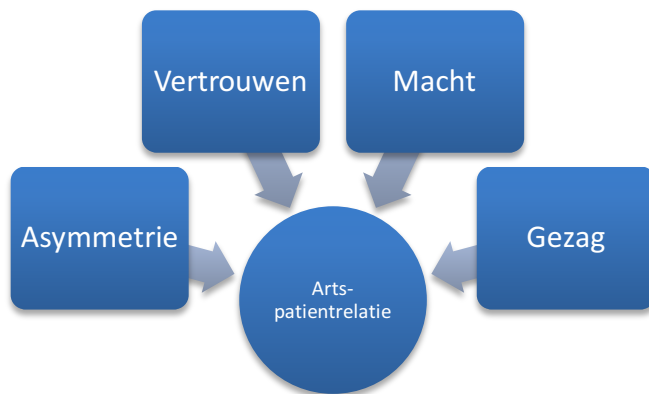 Vertrouwen
Macht
Asymmetrie
Gezag
Arts-
patientrelatie